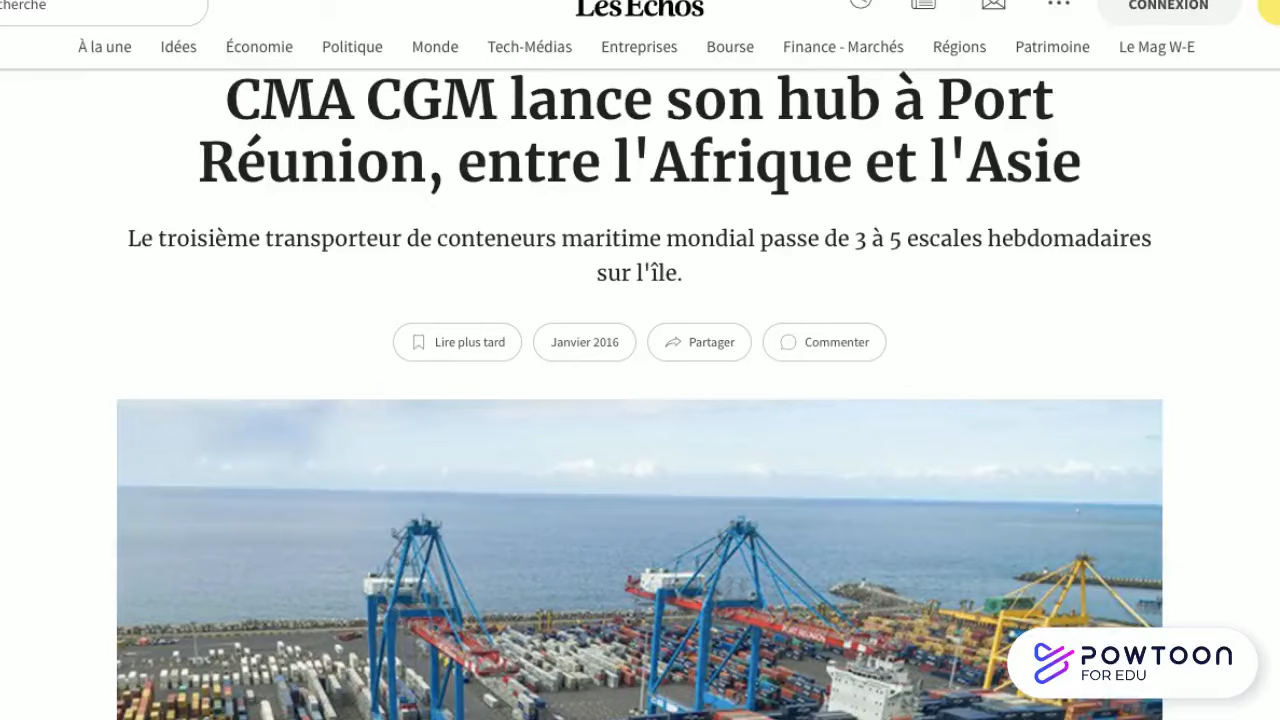 cherche
Les Echos
CONNEXION
À la une Idées Économie Politique Monde Tech-Médias Entreprises Bourse Finance - Marchés Régions Patrimoine Le Mag W-E
CMA CGM lance son hub à Port
Réunion, entre l'Afrique et l'Asie
Le troisième transporteur de conteneurs maritime mondial passe de 3 à 5 escales hebdomadaires
sur l'île.
Lire plus tard Janvier 2016 Partager Commenter
POWTOON
FOR EDU